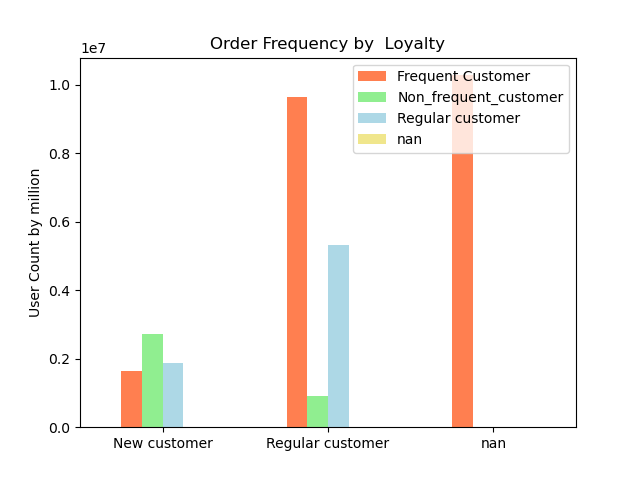 Order Frequency by  Loyalty
1e7
Frequent Customer
Non_frequent_customer
Regular customer
nan
User Count by million
1.0
0.8
0.6
0.4
0.2
0.0
New customer
Regular customer
nan